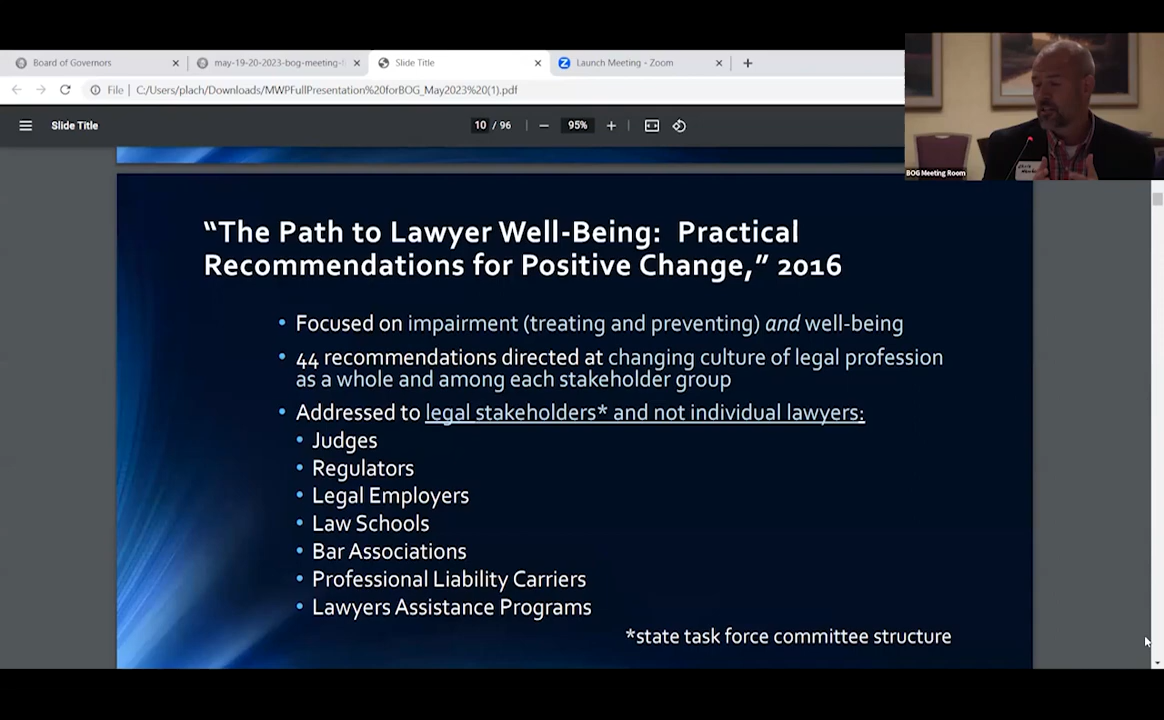 Board of Governors
may-19-20-2023-bog-meeting-
Slide Title
Launch Meeting - Zoom
File
C:/Users/plach/Downloads/MWPFullPresentation%20forBOG_May2023%20(1).pdf
Slide Title
10 / 96
95%
BOG Meeting Room
“The Path to Lawyer Well-Being: Practical
Recommendations for Positive Change,” 2016
• Focused on impairment (treating and preventing) and well-being
• 44 recommendations directed at changing culture of legal profession
as a whole and among each stakeholder group
• Addressed to legal stakeholders* and not individual lawyers:
• Judges
• Regulators
• Legal Employers
• Law Schools
• Bar Associations
• Professional Liability Carriers
• Lawyers Assistance Programs
*state task force committee structure